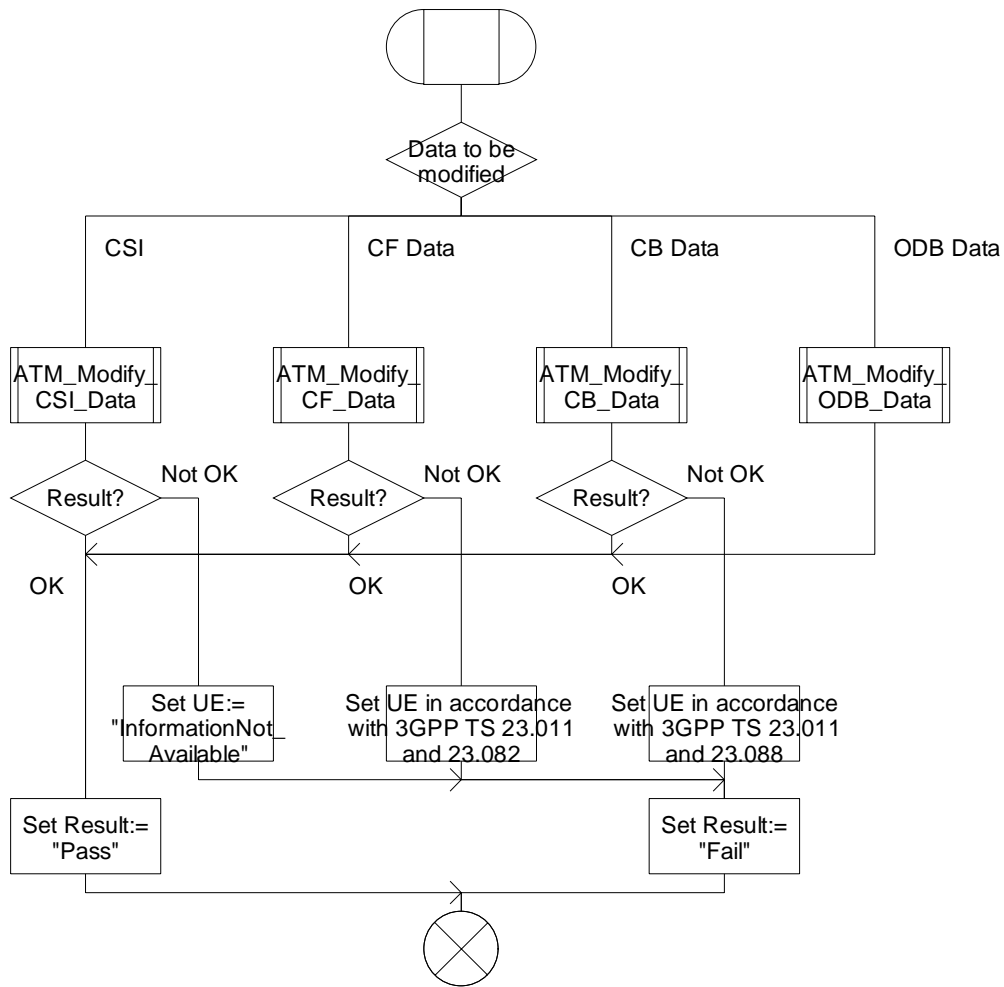 Data to be
modified
CSI
CF Data
CB Data
ODB Data
ATM_Modify_
CSI_Data
ATM_Modify_
CF_Data
ATM_Modify_
CB_Data
ATM_Modify_
ODB_Data
Result?
Not OK
Result?
Not OK
Result?
Not OK
OK
OK
OK
Set UE:=
"InformationNot_
Available"
Set UE in accordance
with 3GPP TS 23.011
and 23.082
Set UE in accordance
with 3GPP TS 23.011
and 23.088
Set Result:=
"Pass"
Set Result:=
"Fail"